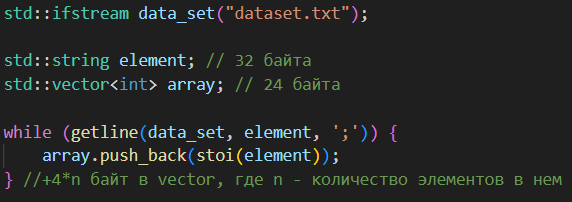 std::ifstream data_set("dataset.txt");
std::string element; // 32 байта
std::vector<int> array; // 24 байта
while (getline(data_set, element, ';')) {
    array.push_back(stoi(element));
} //+4*n байт в vector, где n - количество элементов в нем